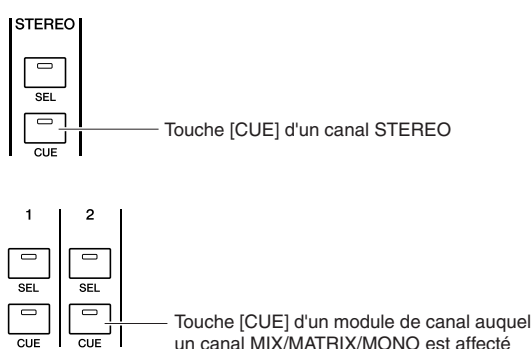 STEREO
SEL
CUE
Touche [CUE] d'un canal STEREO
1 2
SEL SEL
CUE CUE
Touche [CUE] d'un module de canal auquel
un canal MIX/MATRIX/MONO est affecté